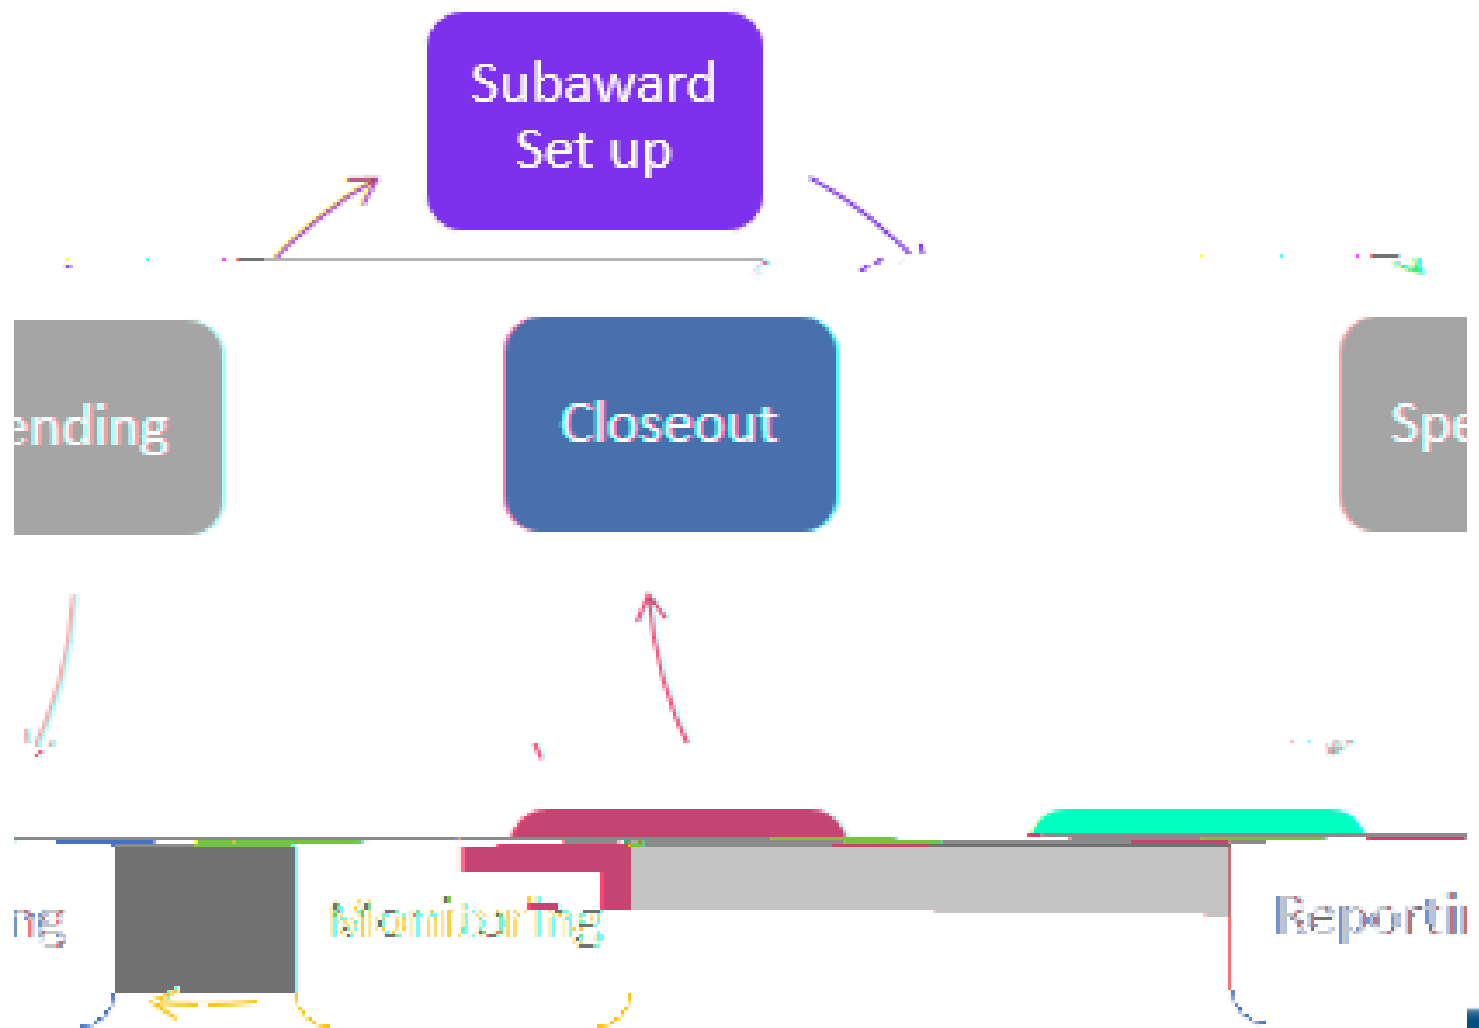 Subaward
Set up
ending
Closeout
Spe
ng
Monitoring
Reporti